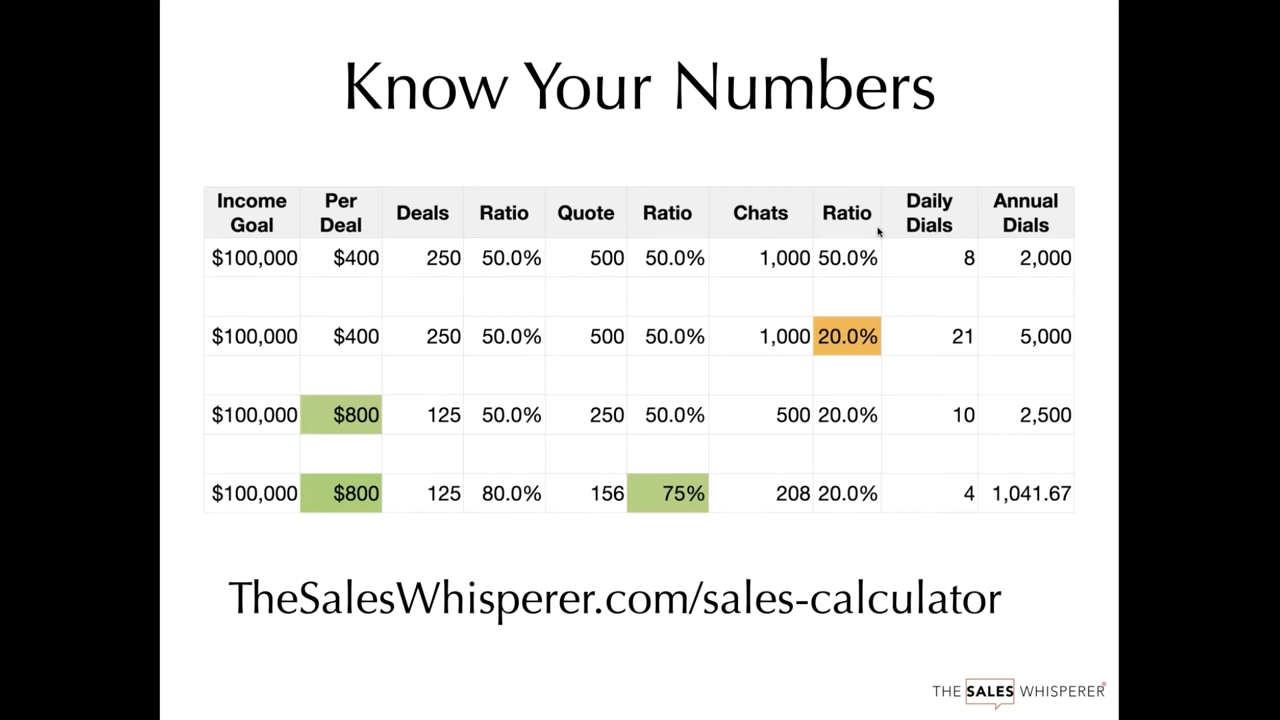 Know Your Numbers
Income Goal Per Deal Deals Ratio Quote Ratio Chats Ratio Daily Dials Annual Dials
$100,000 $400 250 50.0% 500 50.0% 1,000 50.0% 8 2,000
$100,000 $400 250 50.0% 500 50.0% 1,000 20.0% 21 5,000
$100,000 $800 125 50.0% 250 50.0% 500 20.0% 10 2,500
$100,000 $800 125 80.0% 156 75% 208 20.0% 4 1,041.67
TheSalesWhisperer.com/sales-calculator
THE SALES WHISPERER